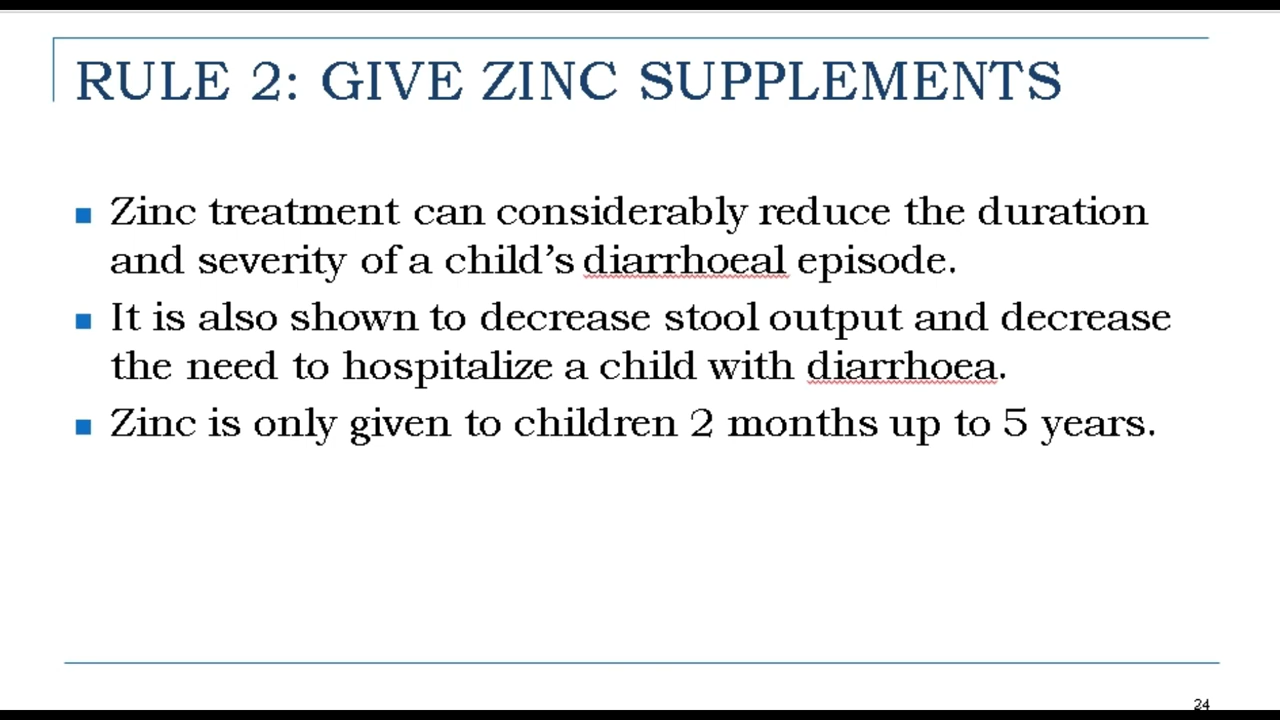 RULE 2: GIVE ZINC SUPPLEMENTS
■ Zinc treatment can considerably reduce the duration
and severity of a child’s diarrhoeal episode.
■ It is also shown to decrease stool output and decrease
the need to hospitalize a child with diarrhoea.
■ Zinc is only given to children 2 months up to 5 years.
24